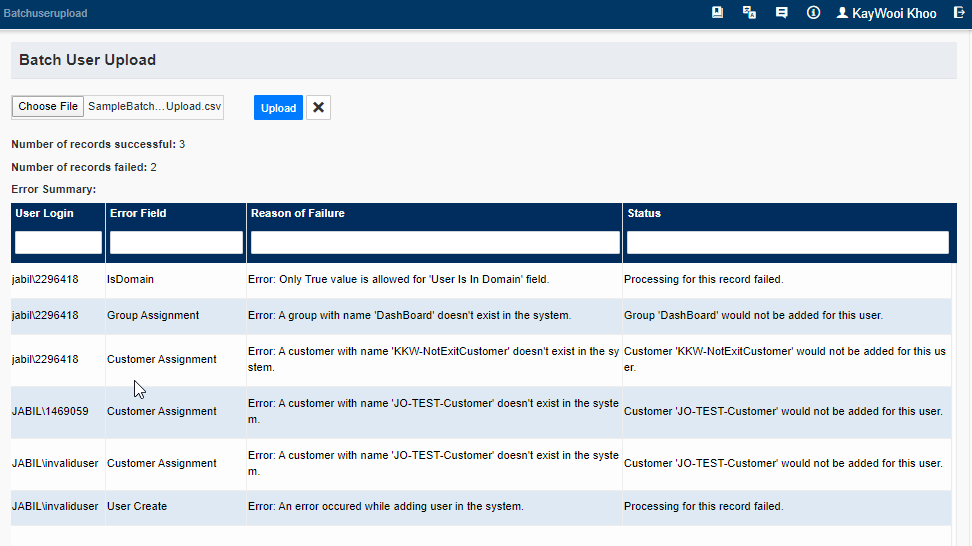 Batchuserupload
KayWooi Khoo
Batch User Upload
Choose File SampleBatch...Upload.csv Upload
Number of records successful: 3
Number of records failed: 2
Error Summary:
User Login Error Field Reason of Failure Status
jabil\2296418 IsDomain Error: Only True value is allowed for 'User Is In Domain' field. Processing for this record failed.
jabil\2296418 Group Assignment Error: A group with name 'DashBoard' doesn't exist in the system. Group 'DashBoard' would not be added for this user.
jabil\2296418 Customer Assignment Error: A customer with name 'KKW-NotExitCustomer' doesn't exist in the sy
stem.
Customer 'KKW-NotExitCustomer' would not be added for this us
er.
JABIL\1469059 Customer Assignment Error: A customer with name 'JO-TEST-Customer' doesn't exist in the syste
m.
Customer 'JO-TEST-Customer' would not be added for this user.
JABIL\invaliduser Customer Assignment Error: A customer with name 'JO-TEST-Customer' doesn't exist in the syste
m.
Customer 'JO-TEST-Customer' would not be added for this user.
JABIL\invaliduser User Create Error: An error occured while adding user in the system. Processing for this record failed.